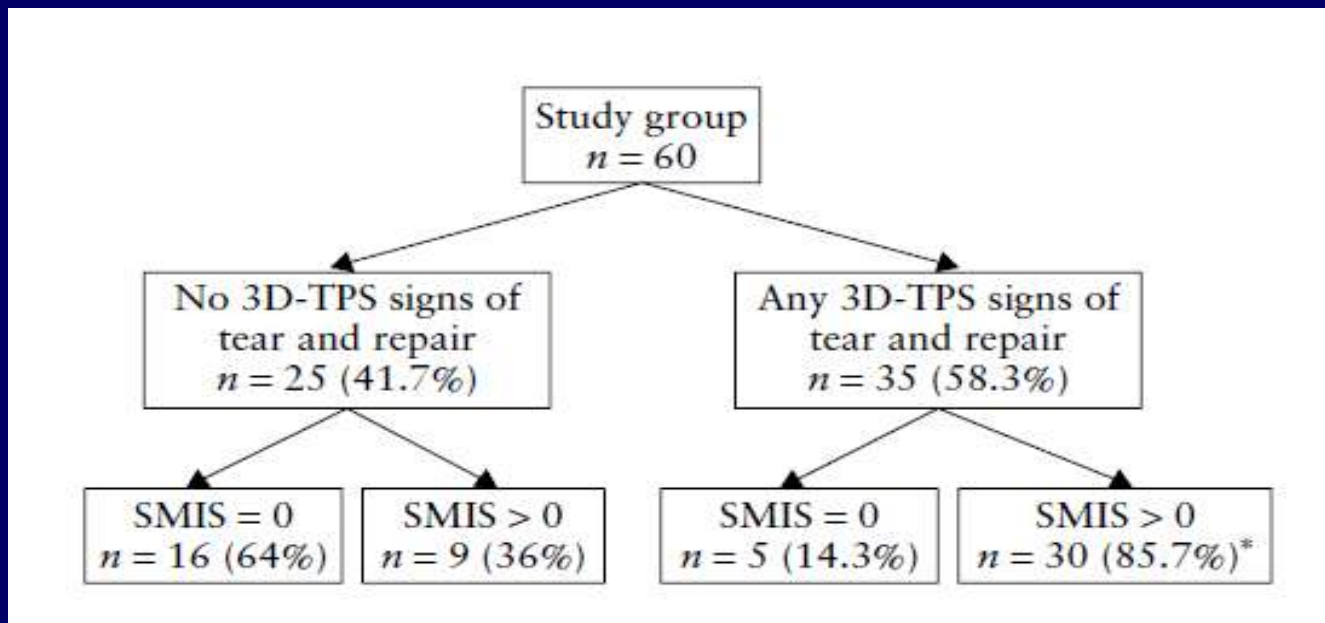 Study group
n = 60
No 3D-TPS signs of
tear and repair
n = 25 (41.7%)
Any 3D-TPS signs of
tear and repair
n = 35 (58.3%)
SMIS = 0
n = 16 (64%)
SMIS > 0
n = 9 (36%)
SMIS = 0
n = 5 (14.3%)
SMIS > 0
n = 30 (85.7%)*